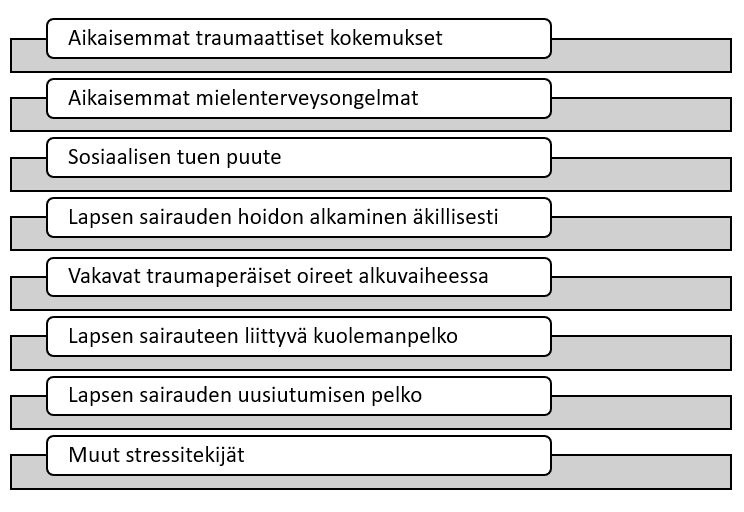 Aikaisemmat traumaattiset kokemukset
Aikaisemmat mielenterveysongelmat
Sosiaalisen tuen puute
Lapsen sairauden hoidon alkaminen äkillisesti
Vakavat traumaperäiset oireet alkuvaiheessa
Lapsen sairauteen liittyvä kuolemanpelko
Lapsen sairauden uusiutumisen pelko
Muut stressitekijät